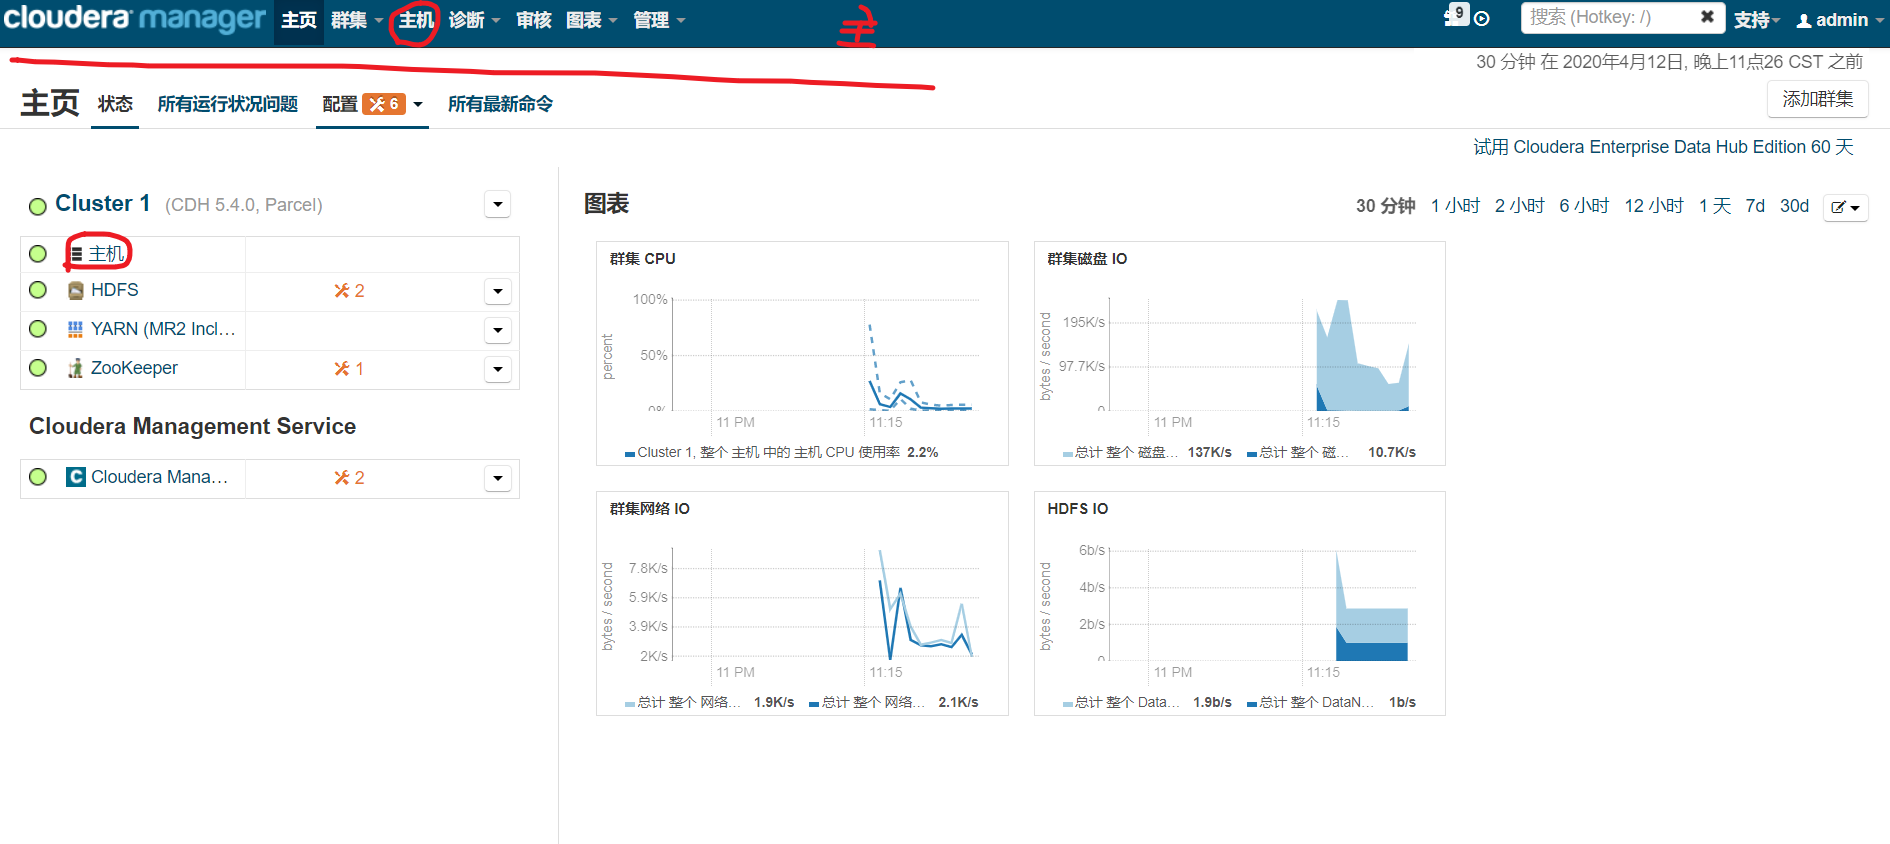 cloudera manager 主页 群集 主机 诊断 审核 图表 管理 主 9 搜索 (Hotkey: /) 支持 admin
30 分钟 在 2020年4月12日, 晚上11点26 CST 之前
主页 状态 所有运行状况问题 配置 6 所有最新命令 添加群集
试用 Cloudera Enterprise Data Hub Edition 60 天
Cluster 1 (CDH 5.4.0, Parcel)
主机
HDFS 2
YARN (MR2 Incl...
ZooKeeper 1
Cloudera Management Service
C Cloudera Mana... 2
图表 30 分钟 1 小时 2 小时 6 小时 12 小时 1 天 7d 30d
群集 CPU
percent
100%
50%
0%
11 PM 11:15
Cluster 1, 整个 主机 中的 主机 CPU 使用率 2.2%
群集磁盘 IO
bytes / second
195K/s
97.7K/s
0
11 PM 11:15
总计 整个 磁盘... 137K/s 总计 整个 磁... 10.7K/s
群集网络 IO
bytes / second
7.8K/s
5.9K/s
3.9K/s
2K/s
11 PM 11:15
总计 整个 网络... 1.9K/s 总计 整个 网络... 2.1K/s
HDFS IO
bytes / second
6b/s
4b/s
2b/s
0
11 PM 11:15
总计 整个 Data... 1.9b/s 总计 整个 DataN... 1b/s